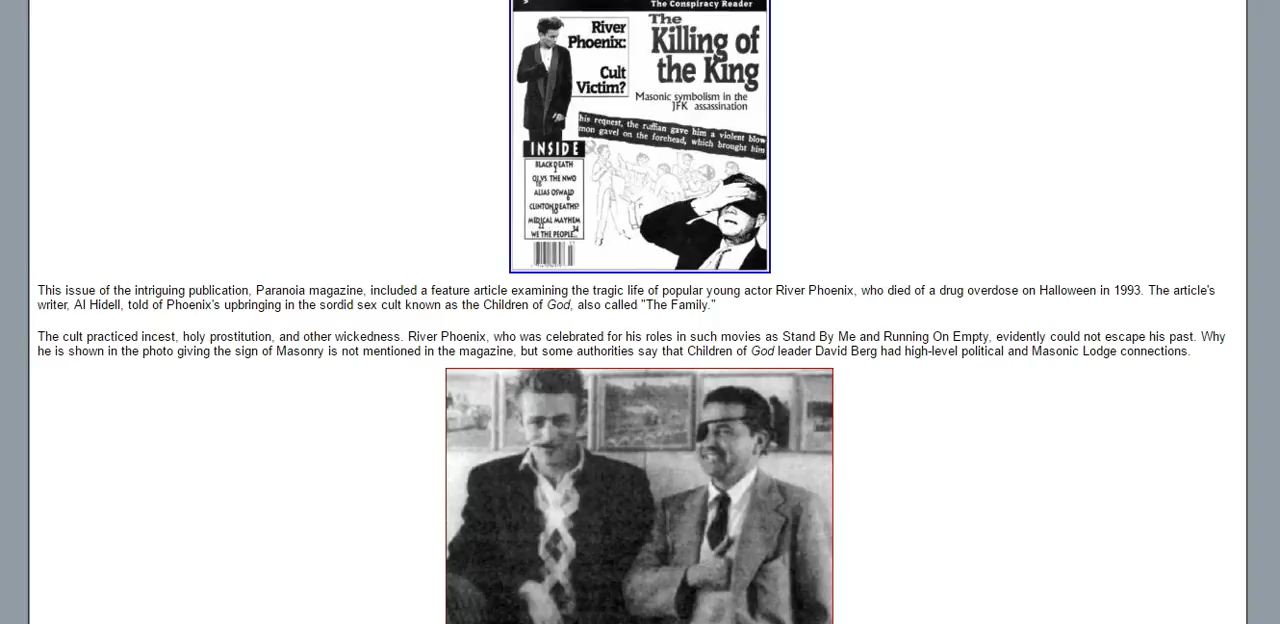 The Conspiracy Reader
River
Phoenix:
Cult
Victim?
The
Killing of
the King
Masonic symbolism in the
JFK assassination
his request, the ruffian gave him a violent blow
mon gavel on the forehead, which brought him
INSIDE
BLACK DEATH
VS. THE NWO
ALIAS OSWALD
CLINTON DEATHS?
MEDICAL MAYHEM
WE THE PEOPLE...
This issue of the intriguing publication, Paranoia magazine, included a feature article examining the tragic life of popular young actor River Phoenix, who died of a drug overdose on Halloween in 1993. The article's
writer, Al Hidell, told of Phoenix's upbringing in the sordid sex cult known as the Children of God, also called "The Family."
The cult practiced incest, holy prostitution, and other wickedness. River Phoenix, who was celebrated for his roles in such movies as Stand By Me and Running On Empty, evidently could not escape his past. Why
he is shown in the photo giving the sign of Masonry is not mentioned in the magazine, but some authorities say that Children of God leader David Berg had high-level political and Masonic Lodge connections.